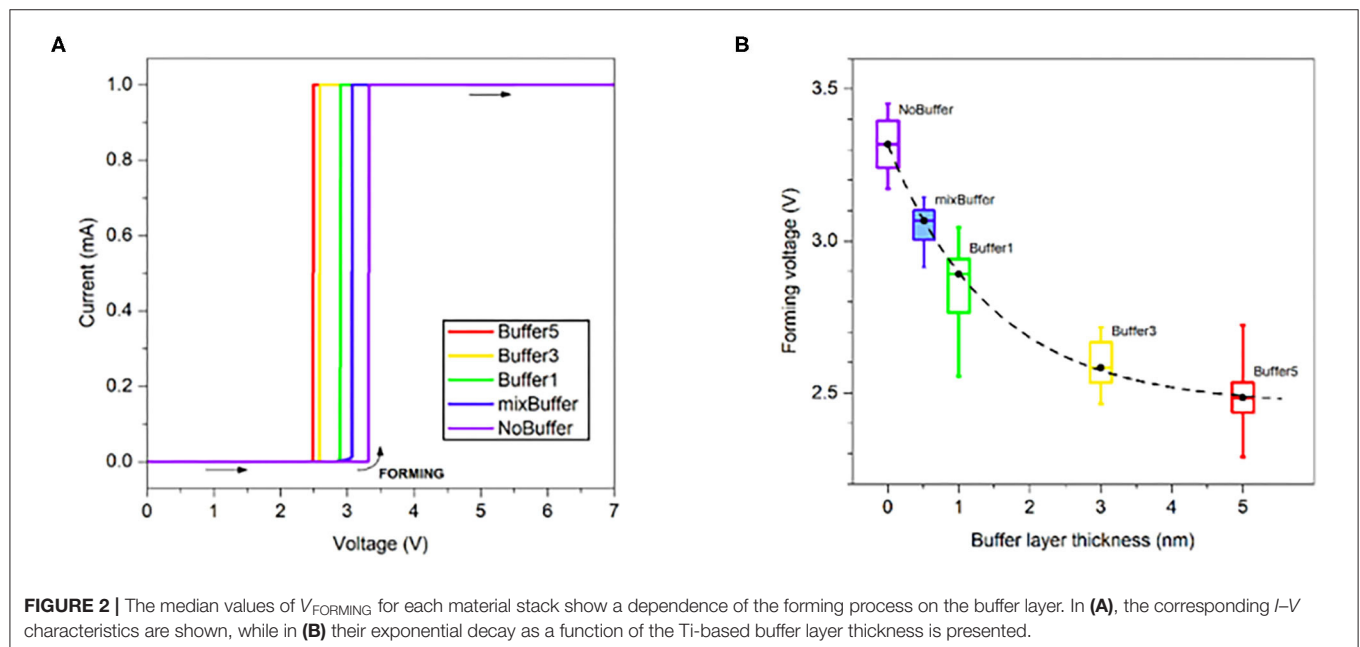 A
1.0
0.8
0.6
0.4
0.2
0.0
Current (mA)
Buffer5
Buffer3
Buffer1
mixBuffer
NoBuffer
FORMING
0 1 2 3 4 5 6 7
Voltage (V)
B
3.5
3.0
2.5
Forming voltage (V)
NoBuffer
mixBuffer
Buffer1
Buffer3
Buffer5
0 1 2 3 4 5
Buffer layer thickness (nm)
FIGURE 2 | The median values of VFORMING for each material stack show a dependence of the forming process on the buffer layer. In (A), the corresponding I–V
characteristics are shown, while in (B) their exponential decay as a function of the Ti-based buffer layer thickness is presented.